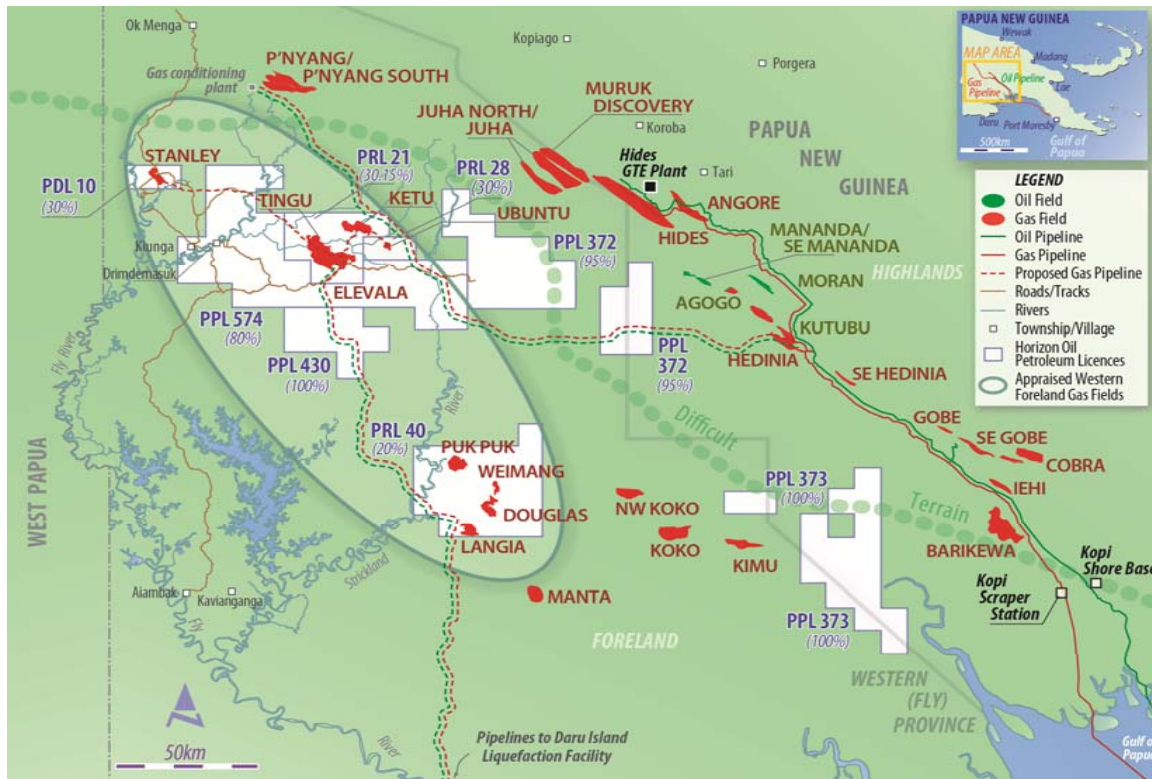 Ok Menga
Kopiago
Porgera
P'NYANG/
P'NYANG SOUTH
Gas conditioning
plant
MURUK
DISCOVERY
JUHA NORTH/
JUHA
Koroba
PAPUA
NEW
GUINEA
Hides
GTE Plant
Tari
STANLEY
PDL 10
(30%)
PRL 21
(30.15%)
PRL 28
(30%)
TINGU
KETU
UBUNTU
ANGORE
HIDES
Kiunga
Drimdemasuk
PPL 372
(95%)
MANANDA/
SE MANANDA
HIGHLANDS
MORAN
AGOGO
ELEVALA
KUTUBU
HEDINIA
PPL 574
(80%)
PPL 430
(100%)
PPL
372
(95%)
SE HEDINIA
Fly River
River
Difficult
GOBE
SE GOBE
COBRA
IEHI
PRL 40
(20%)
PUK PUK
WEIMANG
DOUGLAS
LANGIA
PPL 373
(100%)
Terrain
NW KOKO
KOKO
KIMU
BARIKEWA
WEST PAPUA
Strickland
Kopi
Shore Base
Kopi
Scraper
Station
Aiambak
Kavianganga
MANTA
Fly
FORELAND
PPL 373
(100%)
WESTERN
(FLY)
PROVINCE
50km
River
Pipelines to Daru Island
Liquefaction Facility
Gulf of
Papua
PAPUA NEW GUINEA
Wewak
MAP AREA
Madang
Oil Pipeline
Lae
Gas
Pipeline
Daru
Port Moresby
Gulf of
Papua
500km
LEGEND
Oil Field
Gas Field
Oil Pipeline
Gas Pipeline
Proposed Gas Pipeline
Roads/Tracks
Rivers
Township/Village
Horizon Oil
Petroleum Licences
Appraised Western
Foreland Gas Fields